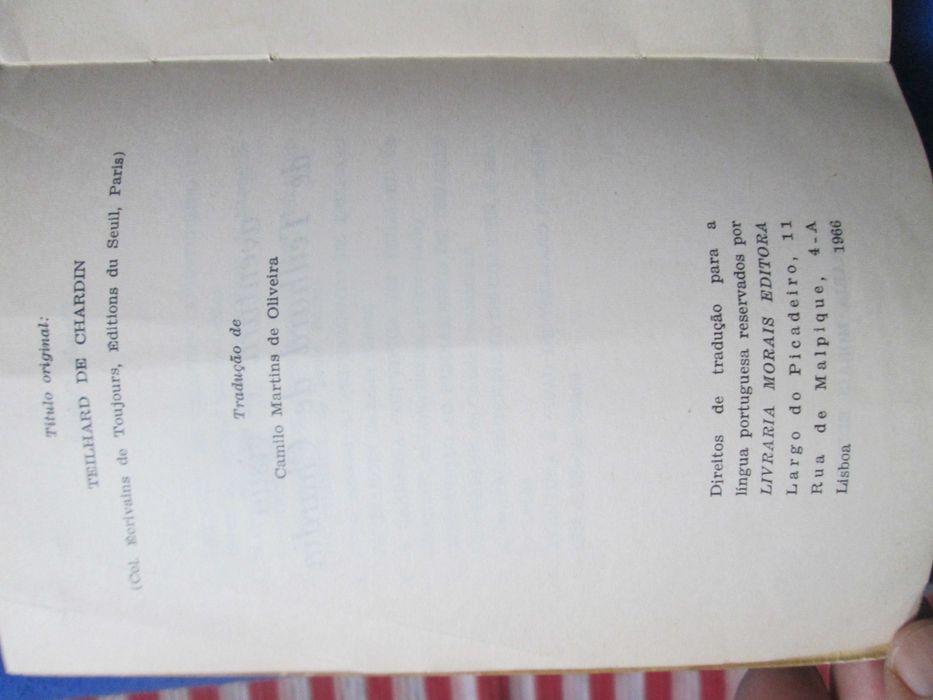 Título original:
TEILHARD DE CHARDIN
(Col. Ecrivains de Toujours, Editions du Seuil, Paris)
Tradução de
Camilo Martins de Oliveira
Direitos de tradução para a
língua portuguesa reservados por
LIVRARIA MORAIS EDITORA
Largo do Picadeiro, 11
Rua de Malpique, 4-A
Lisboa 1966